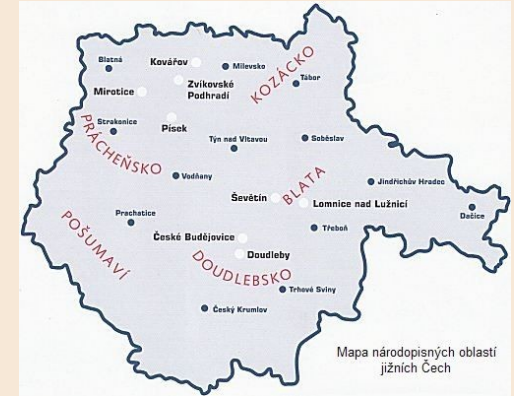 Blatná
Kovářov
Milevsko
KOZÁCKO
Mirotice
Zvíkovské
Podhradí
Tábor
Strakonice
Písek
PRÁCHEŇSKO
Týn nad Vltavou
Soběslav
Vodňany
BLATA
Jindřichův Hradec
Ševětín
Lomnice nad Lužnicí
Dačice
POŠUMAVÍ
Prachatice
České Budějovice
Třeboň
Doudleby
DOUDLEBSKO
Trhové Sviny
Český Krumlov
Mapa národopisných oblastí
jižních Čech